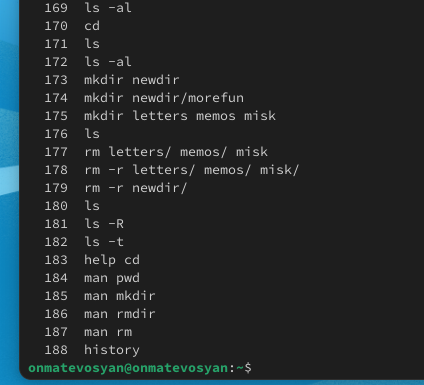 169 ls -al
170 cd
171 ls
172 ls -al
173 mkdir newdir
174 mkdir newdir/morefun
175 mkdir letters memos misk
176 ls
177 rm letters/ memos/ misk
178 rm -r letters/ memos/ misk/
179 rm -r newdir/
180 ls
181 ls -R
182 ls -t
183 help cd
184 man pwd
185 man mkdir
186 man rmdir
187 man rm
188 history
onmatevosyan@onmatevosyan:~$